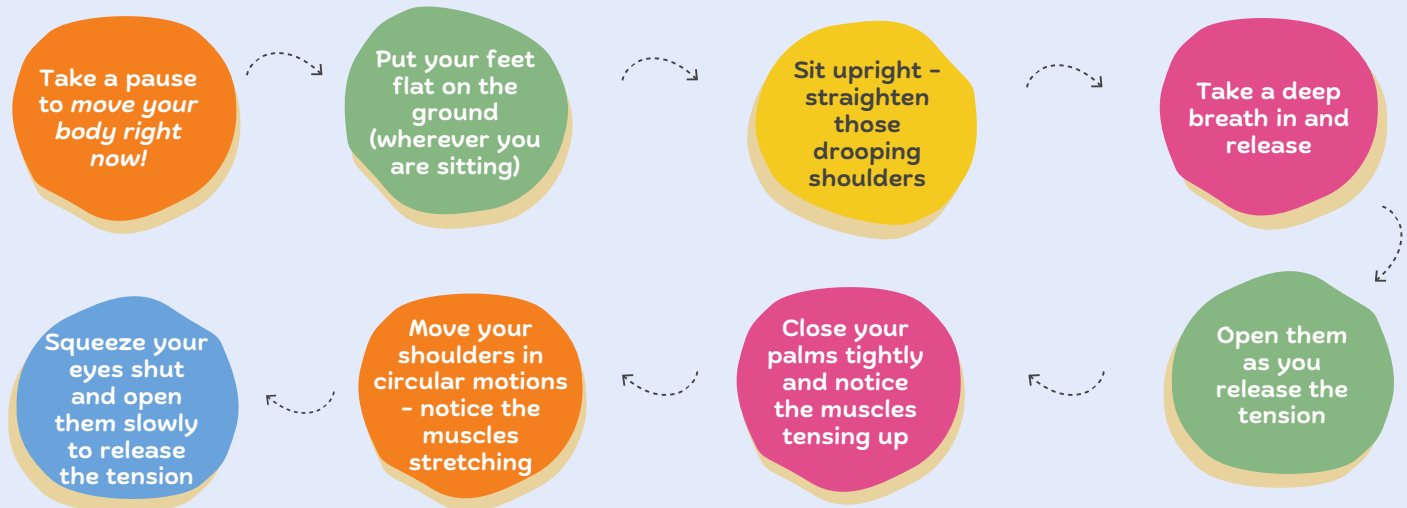 Take a pause
to move your
body right
now!
Put your feet
flat on the
ground
(wherever you
are sitting)
Sit upright -
straighten
those
drooping
shoulders
Take a deep
breath in and
release
Open them
as you
release the
tension
Close your
palms tightly
and notice
the muscles
tensing up
Move your
shoulders in
circular motions
- notice the
muscles
stretching
Squeeze your
eyes shut
and open
them slowly
to release
the tension